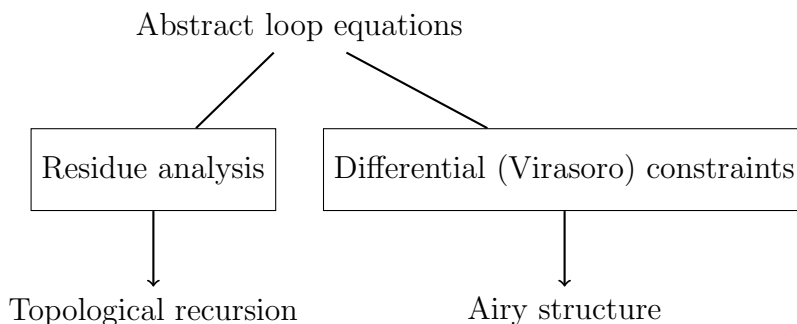 Abstract loop equations
Residue analysis
Differential (Virasoro) constraints
Topological recursion
Airy structure